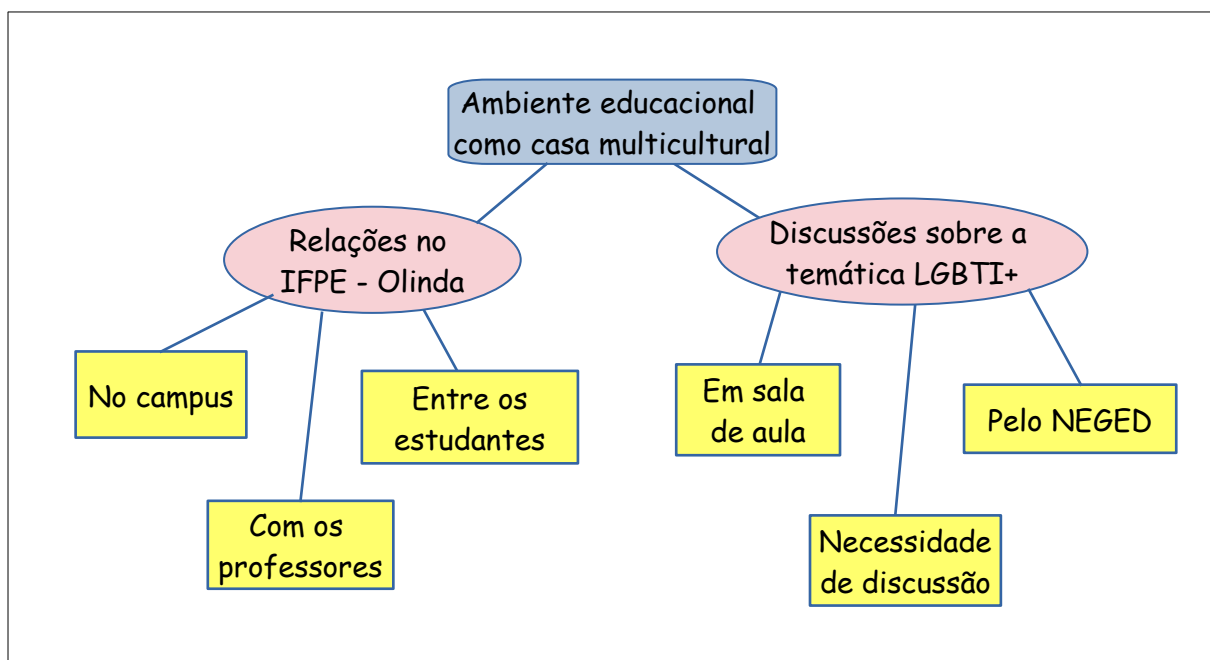 Ambiente educacional
como casa multicultural
Relações no
IFPE - Olinda
Discussões sobre a
temática LGBTI+
No campus
Entre os
estudantes
Com os
professores
Em sala
de aula
Pelo NEGED
Necessidade
de discussão